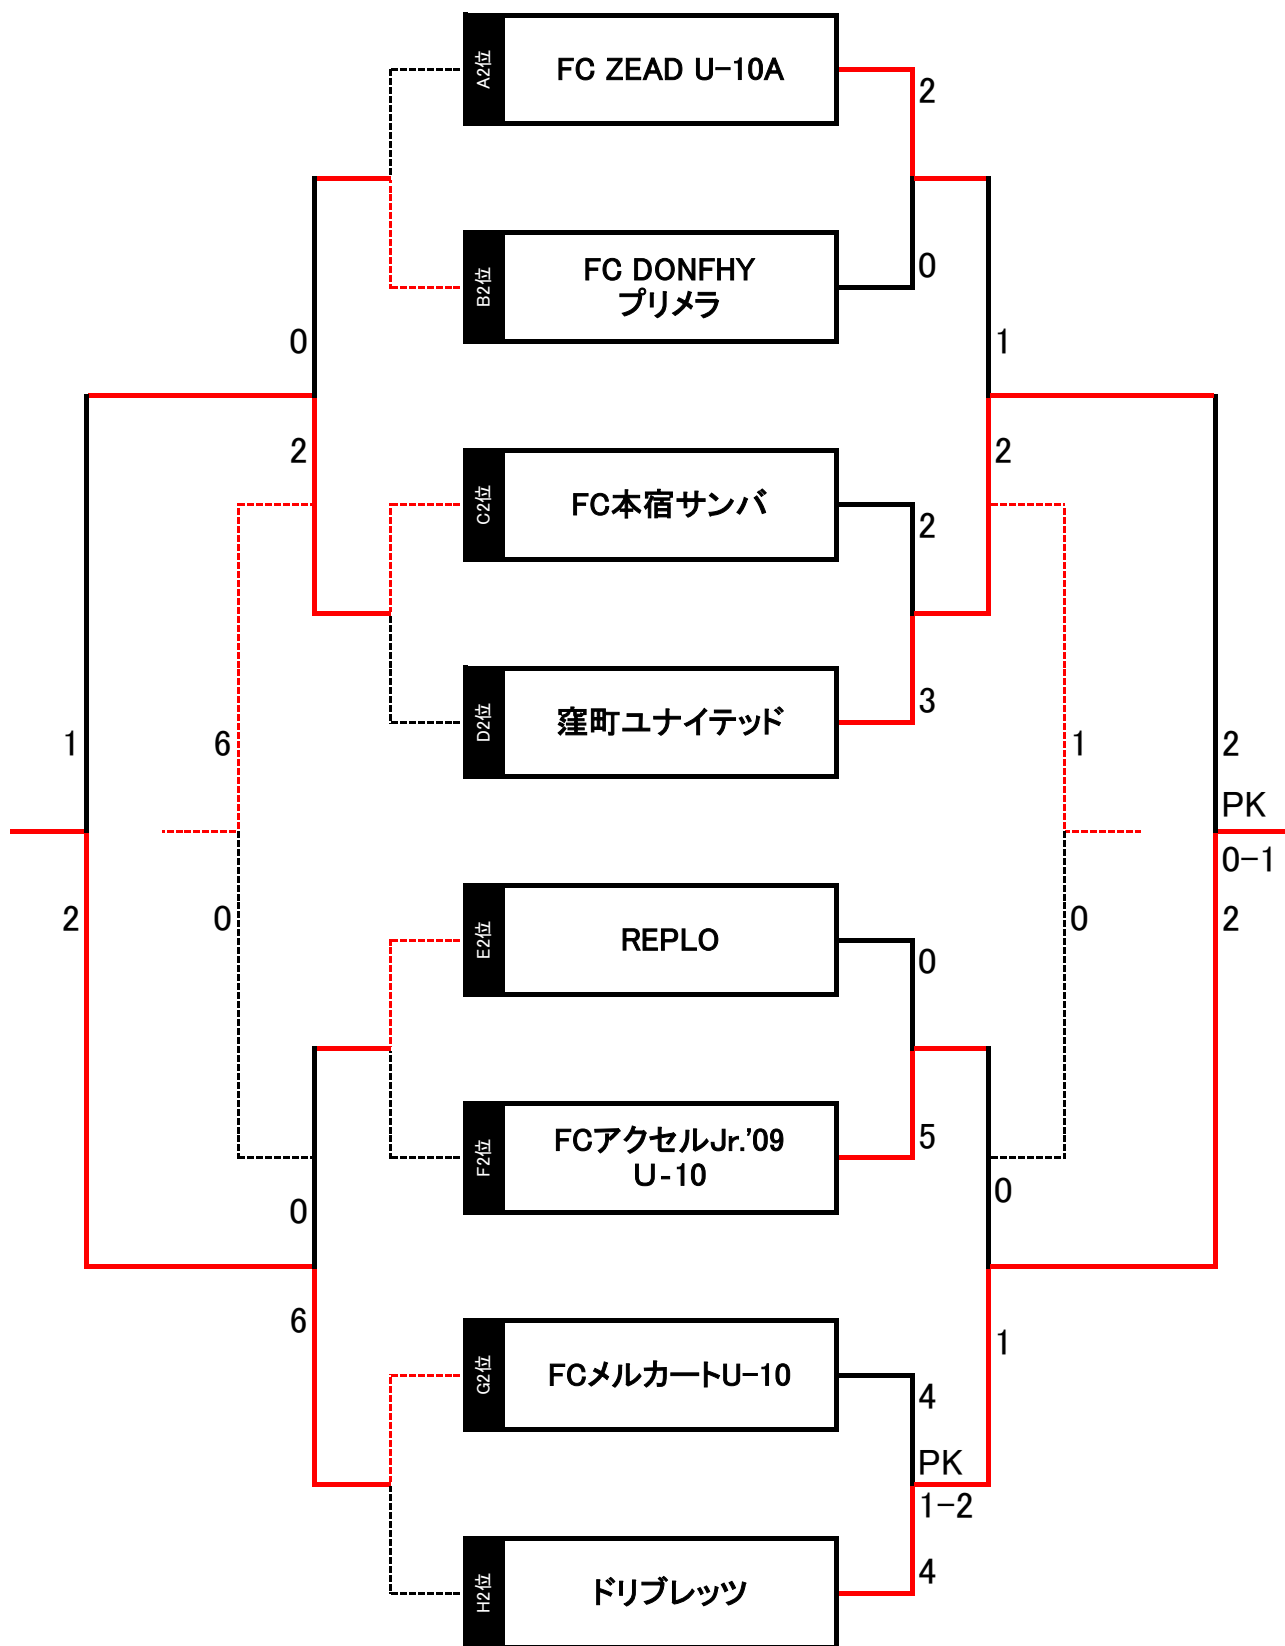 A2位
FC ZEAD U-10A
2
B2位
FC DONFHY
プリメラ
0
0
1
2
2
C2位
FC本宿サンバ
2
D2位
窪町ユナイテッド
3
1
6
1
2
PK
0-1
2
0
0
2
E2位
REPLO
0
F2位
FCアクセルJr.'09
U-10
5
0
0
6
1
G2位
FCメルカートU-10
4
PK
1-2
H2位
ドリブレッツ
4